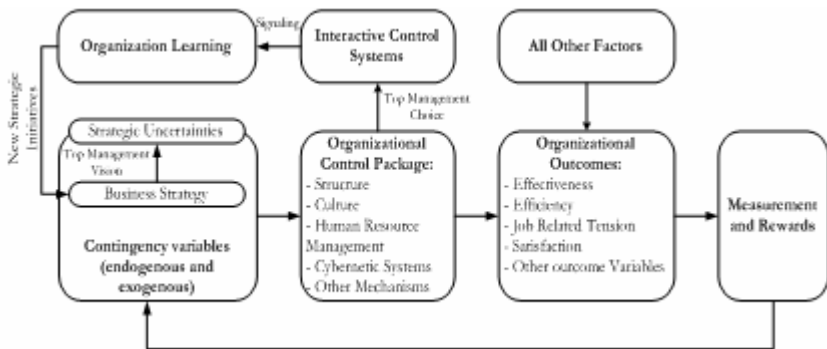 Organization Learning
Signaling
Interactive Control
Systems
All Other Factors
New Strategic
Initiatives
Top Management
Choice
Strategic Uncertainties
Top Management
Vision
Business Strategy
Contingency variables
(endogenous and
exogenous)
Organizational
Control Package:
- Structure
- Culture
- Human Resource
Management
- Cybernetic Systems
- Other Mechanisms
Organizational
Outcomes:
- Effectiveness
- Efficiency
- Job Related Tension
- Satisfaction
- Other outcome Variables
Measurement
and Rewards